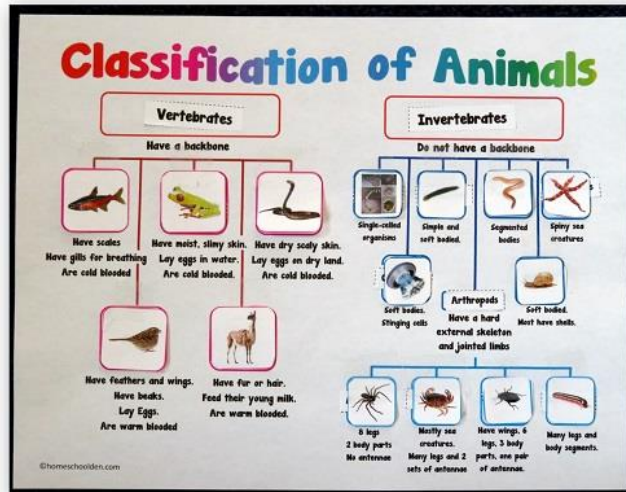 Classification of Animals
Vertebrates
Have a backbone
Have scales
Have gills for breathing
Are cold blooded
Have moist, slimy skin.
Lay eggs in water.
Are cold blooded.
Have dry scaly skin.
Lay eggs on dry land.
Are cold blooded.
Have feathers and wings.
Have beaks.
Lay Eggs.
Are warm blooded
Have fur or hair.
Feed their young milk.
Are warm blooded.
Invertebrates
Do not have a backbone
Single-celled
organisms
Simple and
soft bodied.
Segmented
bodies
Spiny sea
creatures
Soft bodies.
Stinging cells
Arthropods
Have a hard
external skeleton
and jointed limbs
Soft bodied.
Most have shells.
8 legs
2 body parts
No antennae
Mostly sea
creatures.
Many legs and 2
sets of antennae
Have wings, 6
legs, 3 body
parts, one pair
of antennae.
Many legs and
body segments.
©homeschoolden.com